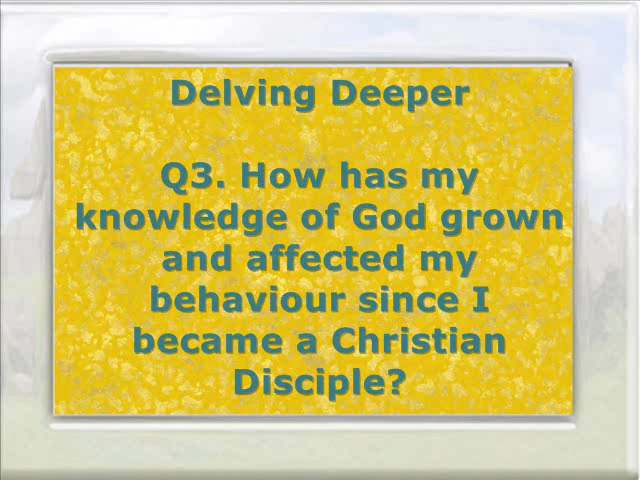 Delving Deeper
Q3. How has my
knowledge of God grown
and affected my
behaviour since I
became a Christian
Disciple?